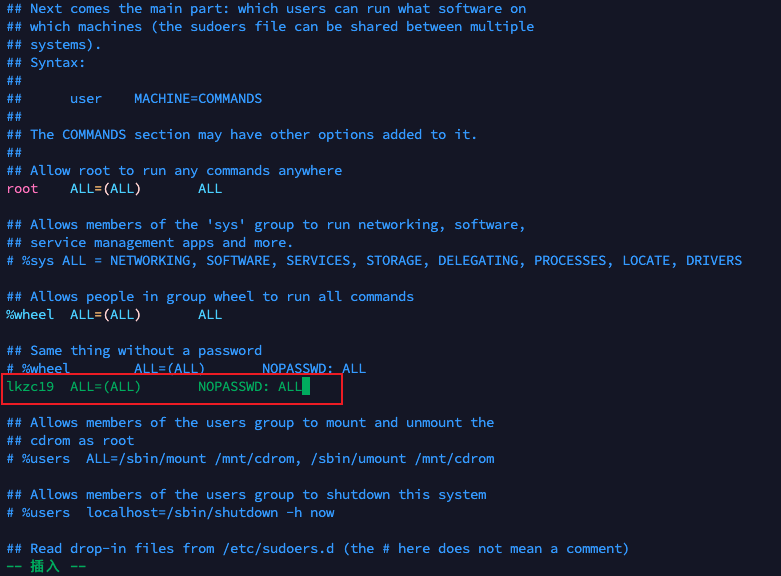 ## Next comes the main part: which users can run what software on
## which machines (the sudoers file can be shared between multiple
## systems).
## Syntax:
##
##      user    MACHINE=COMMANDS
##
## The COMMANDS section may have other options added to it.
##
## Allow root to run any commands anywhere
root    ALL=(ALL)       ALL
## Allows members of the 'sys' group to run networking, software,
## service management apps and more.
# %sys ALL = NETWORKING, SOFTWARE, SERVICES, STORAGE, DELEGATING, PROCESSES, LOCATE, DRIVERS
## Allows people in group wheel to run all commands
%wheel  ALL=(ALL)       ALL
## Same thing without a password
# %wheel        ALL=(ALL)       NOPASSWD: ALL
lkzc19  ALL=(ALL)       NOPASSWD: ALL
## Allows members of the users group to mount and unmount the
## cdrom as root
# %users  ALL=/sbin/mount /mnt/cdrom, /sbin/umount /mnt/cdrom
## Allows members of the users group to shutdown this system
# %users  localhost=/sbin/shutdown -h now
## Read drop-in files from /etc/sudoers.d (the # here does not mean a comment)
-- 插入 --